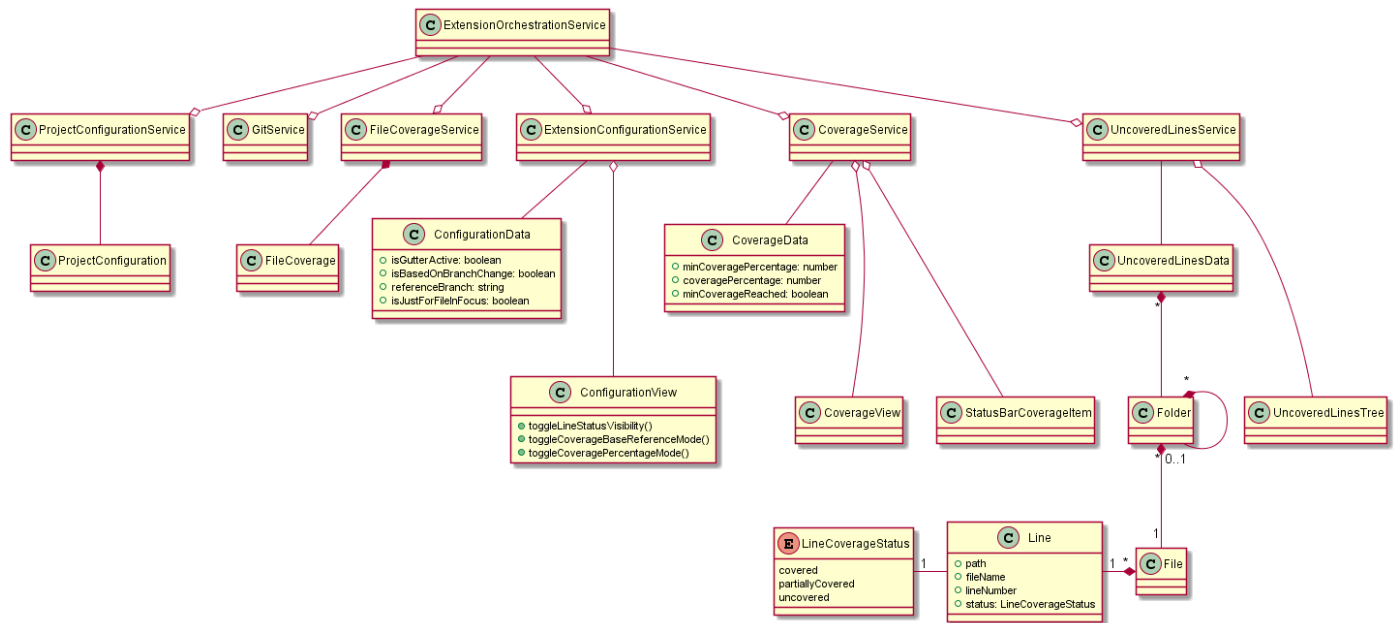 C ExtensionOrchestrationService
C ProjectConfigurationService
C GitService
C FileCoverageService
C ExtensionConfigurationService
C CoverageService
C UncoveredLinesService
C ProjectConfiguration
C FileCoverage
C ConfigurationData
isGutterActive: boolean
isBasedOnBranchChange: boolean
referenceBranch: string
isJustForFileInFocus: boolean
C CoverageData
minCoveragePercentage: number
coveragePercentage: number
minCoverageReached: boolean
C UncoveredLinesData
*
C ConfigurationView
toggleLineStatusVisibility()
toggleCoverageBaseReferenceMode()
toggleCoveragePercentageMode()
C CoverageView
C StatusBarCoverageItem
*
C Folder
* 0..1
C UncoveredLinesTree
1
E LineCoverageStatus
covered
partiallyCovered
uncovered
1
C Line
path
fileName
lineNumber
status: LineCoverageStatus
1 *
C File